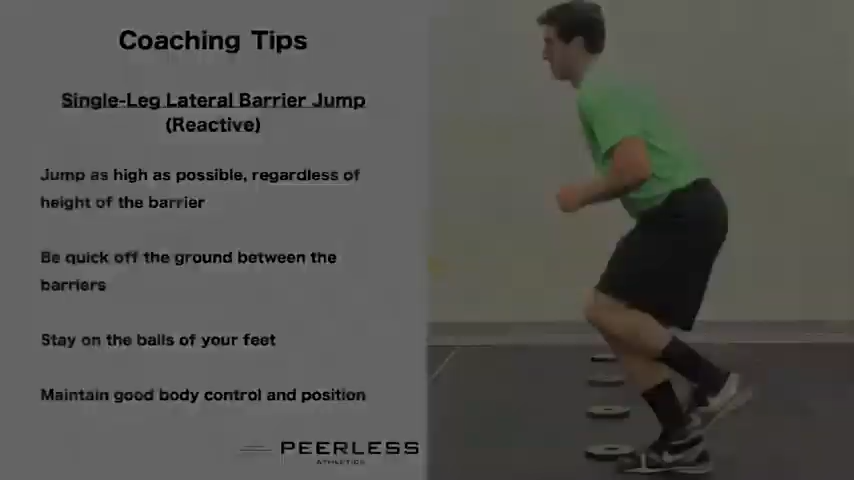 Coaching Tips
Single-Leg Lateral Barrier Jump
(Reactive)
Jump as high as possible, regardless of
height of the barrier
Be quick off the ground between the
barriers
Stay on the balls of your feet
Maintain good body control and position
PEERLESS
ATHLETICS